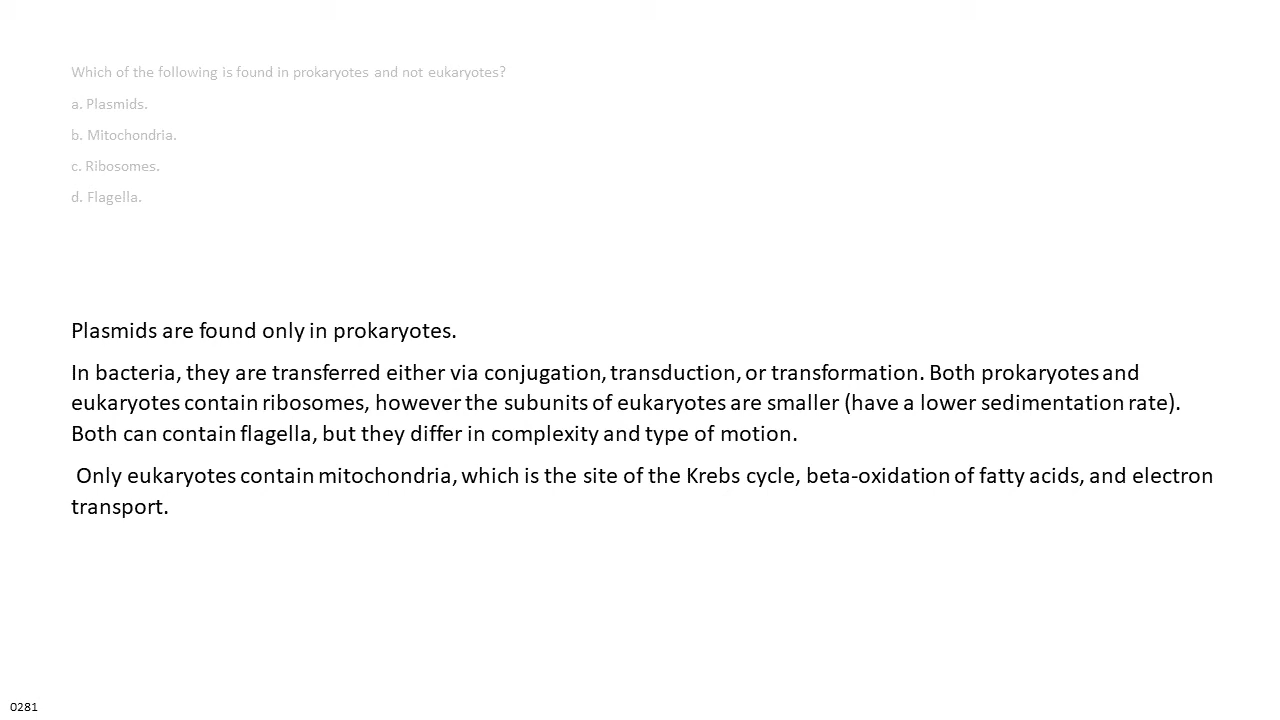 Which of the following is found in prokaryotes and not eukaryotes?
a. Plasmids.
b. Mitochondria.
c. Ribosomes.
d. Flagella.
Plasmids are found only in prokaryotes.
In bacteria, they are transferred either via conjugation, transduction, or transformation. Both prokaryotes and
eukaryotes contain ribosomes, however the subunits of eukaryotes are smaller (have a lower sedimentation rate).
Both can contain flagella, but they differ in complexity and type of motion.
Only eukaryotes contain mitochondria, which is the site of the Krebs cycle, beta-oxidation of fatty acids, and electron
transport.
0281